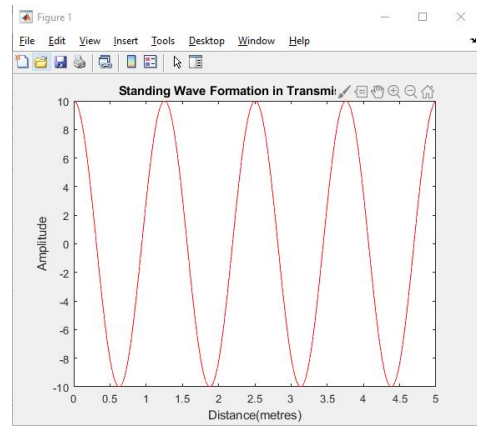 Figure 1
File Edit View Insert Tools Desktop Window Help
Standing Wave Formation in Transmi
10
8
6
4
2
0
-2
-4
-6
-8
-10
Amplitude
0 0.5 1 1.5 2 2.5 3 3.5 4 4.5 5
Distance(metres)